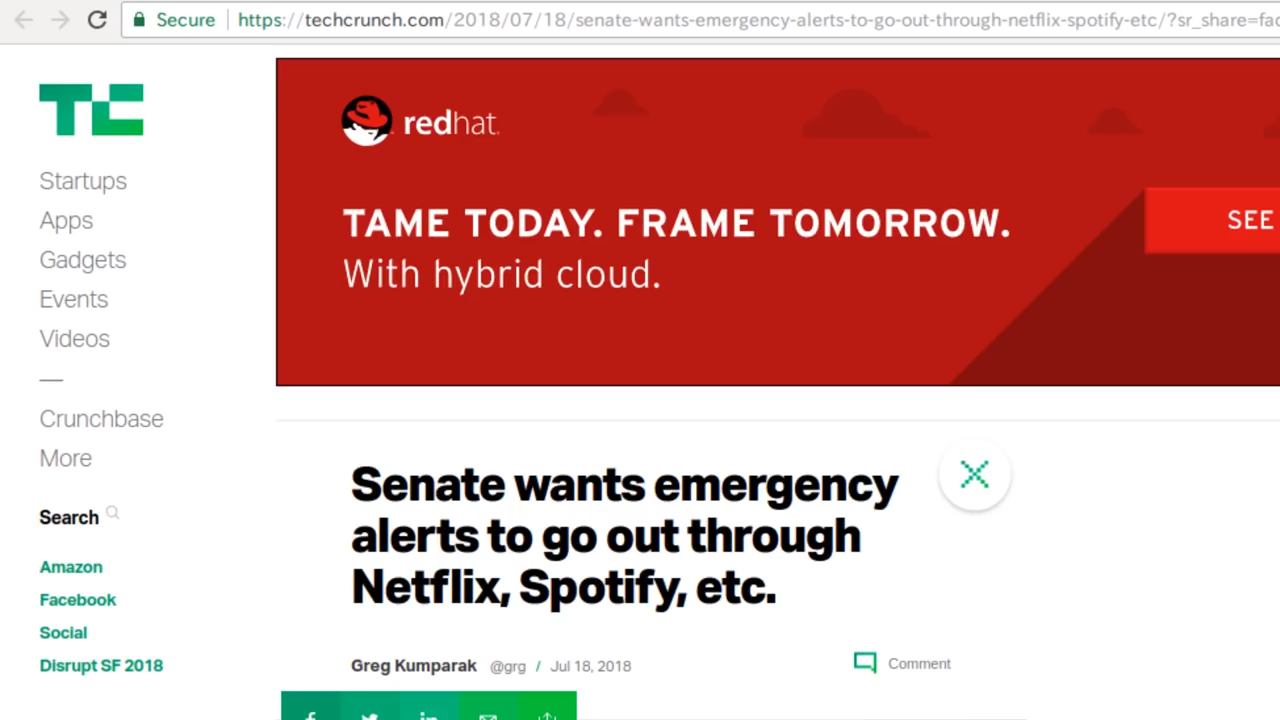 Secure https://techcrunch.com/2018/07/18/senate-wants-emergency-alerts-to-go-out-through-netflix-spotify-etc/?sr_share=fac
TC
redhat.
Startups
Apps
Gadgets
Events
Videos
—
Crunchbase
More
Search
Amazon
Facebook
Social
Disrupt SF 2018
TAME TODAY. FRAME TOMORROW.
With hybrid cloud.
SEE
Senate wants emergency
alerts to go out through
Netflix, Spotify, etc.
Greg Kumparak @grg / Jul 18, 2018
Comment